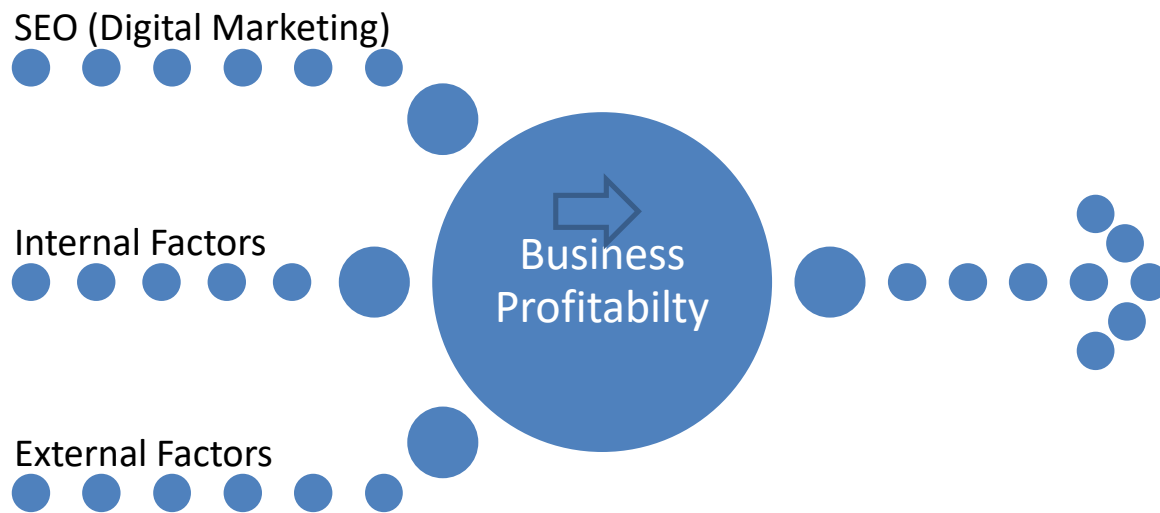 SEO (Digital Marketing)
Internal Factors
Business
Profitabilty
External Factors